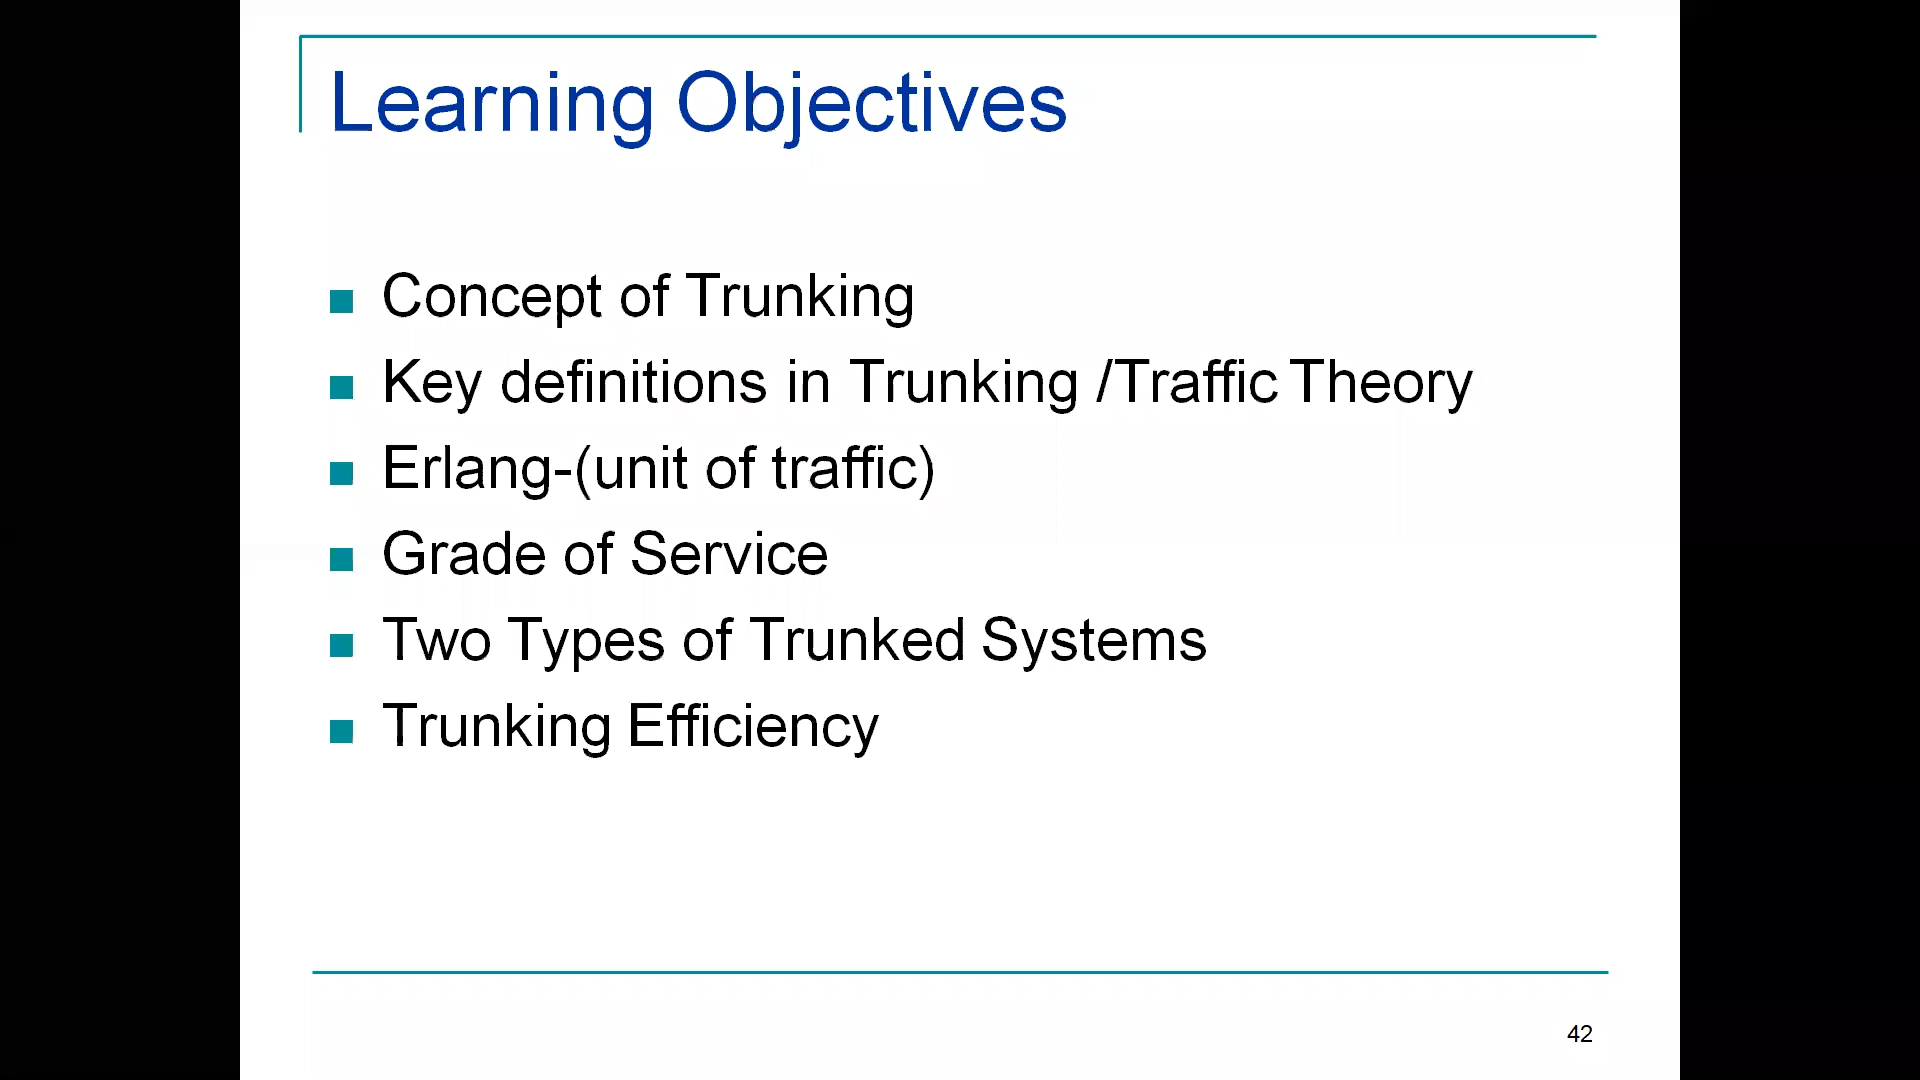 Learning Objectives
Concept of Trunking
Key definitions in Trunking /Traffic Theory
Erlang-(unit of traffic)
Grade of Service
Two Types of Trunked Systems
Trunking Efficiency
42